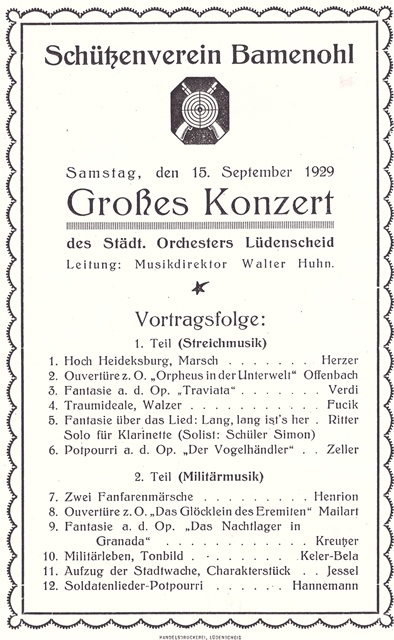 Schützenverein Bamenohl
Samstag, den 15. September 1929
Großes Konzert
des Städt. Orchesters Lüdenscheid
Leitung: Musikdirektor Walter Huhn.
Vortragsfolge:
1. Teil (Streichmusik)
1. Hoch Heideksburg, Marsch . . . . . . . Herzer
2. Ouvertüre z. O. „Orpheus in der Unterwelt“ Offenbach
3. Fantasie a. d. Op. „Traviata“ . . . . . . . Verdi
4. Traumideale, Walzer . . . . . . . . . . Fucik
5. Fantasie über das Lied: Lang, lang ist's her . Ritter
Solo für Klarinette (Solist: Schüler Simon)
6. Potpourri a. d. Op. „Der Vogelhändler“ . . Zeller
2. Teil (Militärmusik)
7. Zwei Fanfarenmärsche . . . . . . . . Henrion
8. Ouvertüre z. O. „Das Glöcklein des Eremiten“ Mailart
9. Fantasie a. d. Op. „Das Nachtlager in
Granada“ . . . . . . . . . . Kreutzer
10. Militärleben, Tonbild . . . . . . . Keler-Bela
11. Aufzug der Stadtwache, Charakterstück . . Jessel
12. Soldatenlieder-Potpourri . . . . . Hannemann
HANDELSDRUCKEREI, LÜDENSCHEID